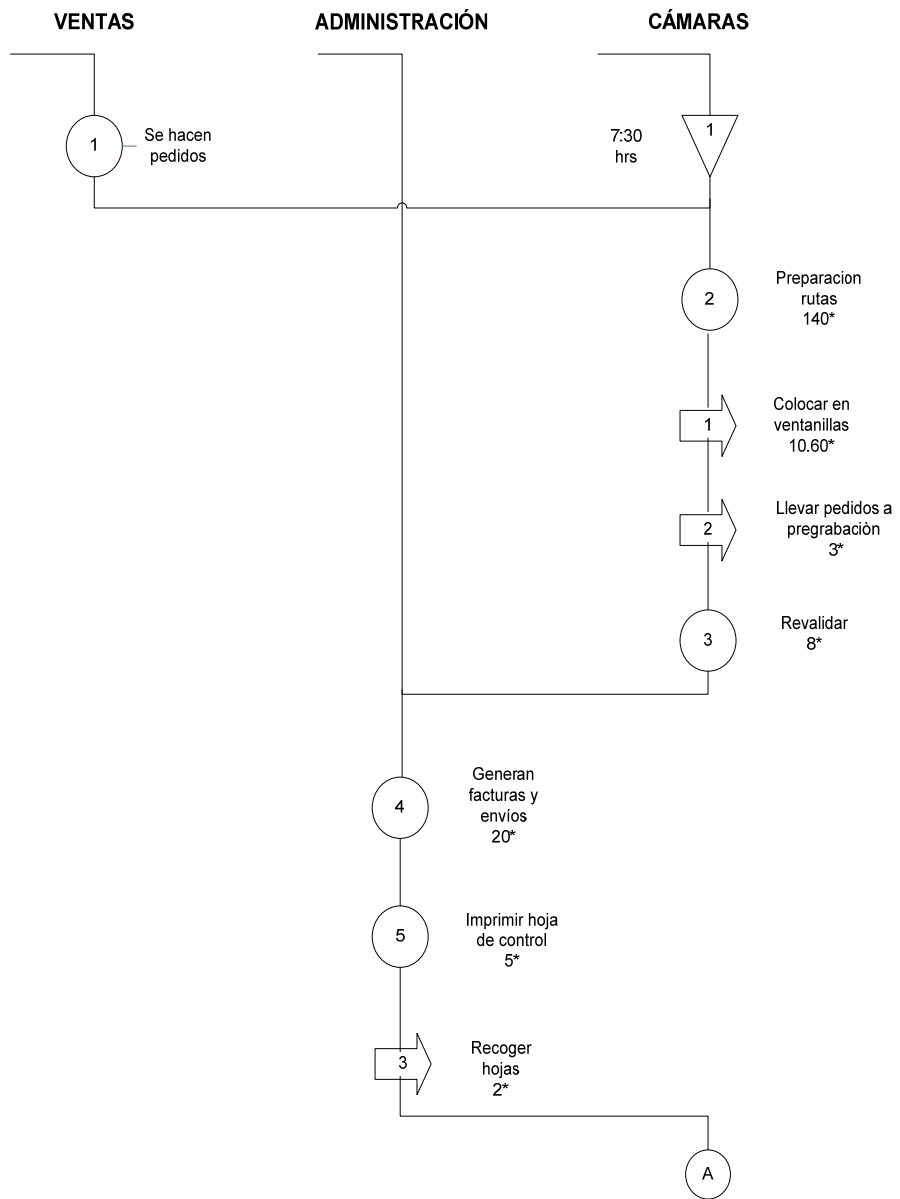 VENTAS
ADMINISTRACIÓN
CÁMARAS
1
Se hacen
pedidos
7:30
hrs
1
2
Preparacion
rutas
140*
1
Colocar en
ventanillas
10.60*
2
Llevar pedidos a
pregrabaciòn
3*
3
Revalidar
8*
4
Generan
facturas y
envíos
20*
5
Imprimir hoja
de control
5*
3
Recoger
hojas
2*
A